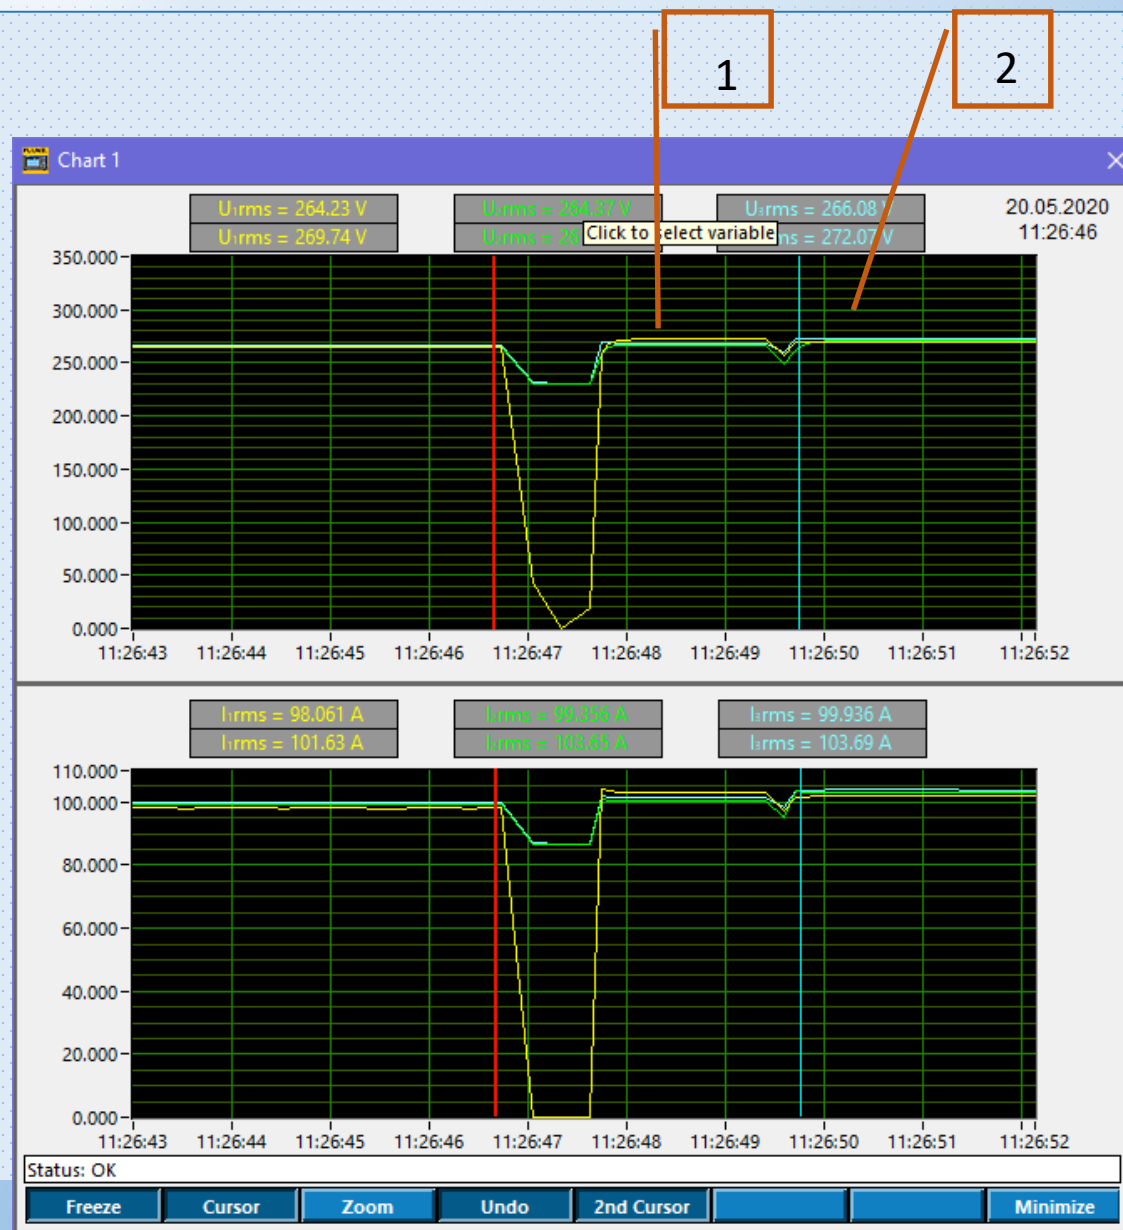 1
2
FLUKE
Chart 1
U₁rms = 264.23 V
U₂rms = 264.37 V
U₃rms = 266.08 V
20.05.2020
U₁rms = 269.74 V
U₂rms = 26
Click to select variable
ms = 272.07 V
11:26:46
350.000
300.000
250.000
200.000
150.000
100.000
50.000
0.000
11:26:43 11:26:44 11:26:45 11:26:46 11:26:47 11:26:48 11:26:49 11:26:50 11:26:51 11:26:52
I₁rms = 98.061 A
I₂rms = 99.356 A
I₃rms = 99.936 A
I₁rms = 101.63 A
I₂rms = 103.65 A
I₃rms = 103.69 A
110.000
100.000
80.000
60.000
40.000
20.000
0.000
11:26:43 11:26:44 11:26:45 11:26:46 11:26:47 11:26:48 11:26:49 11:26:50 11:26:51 11:26:52
Status: OK
Freeze Cursor Zoom Undo 2nd Cursor Minimize